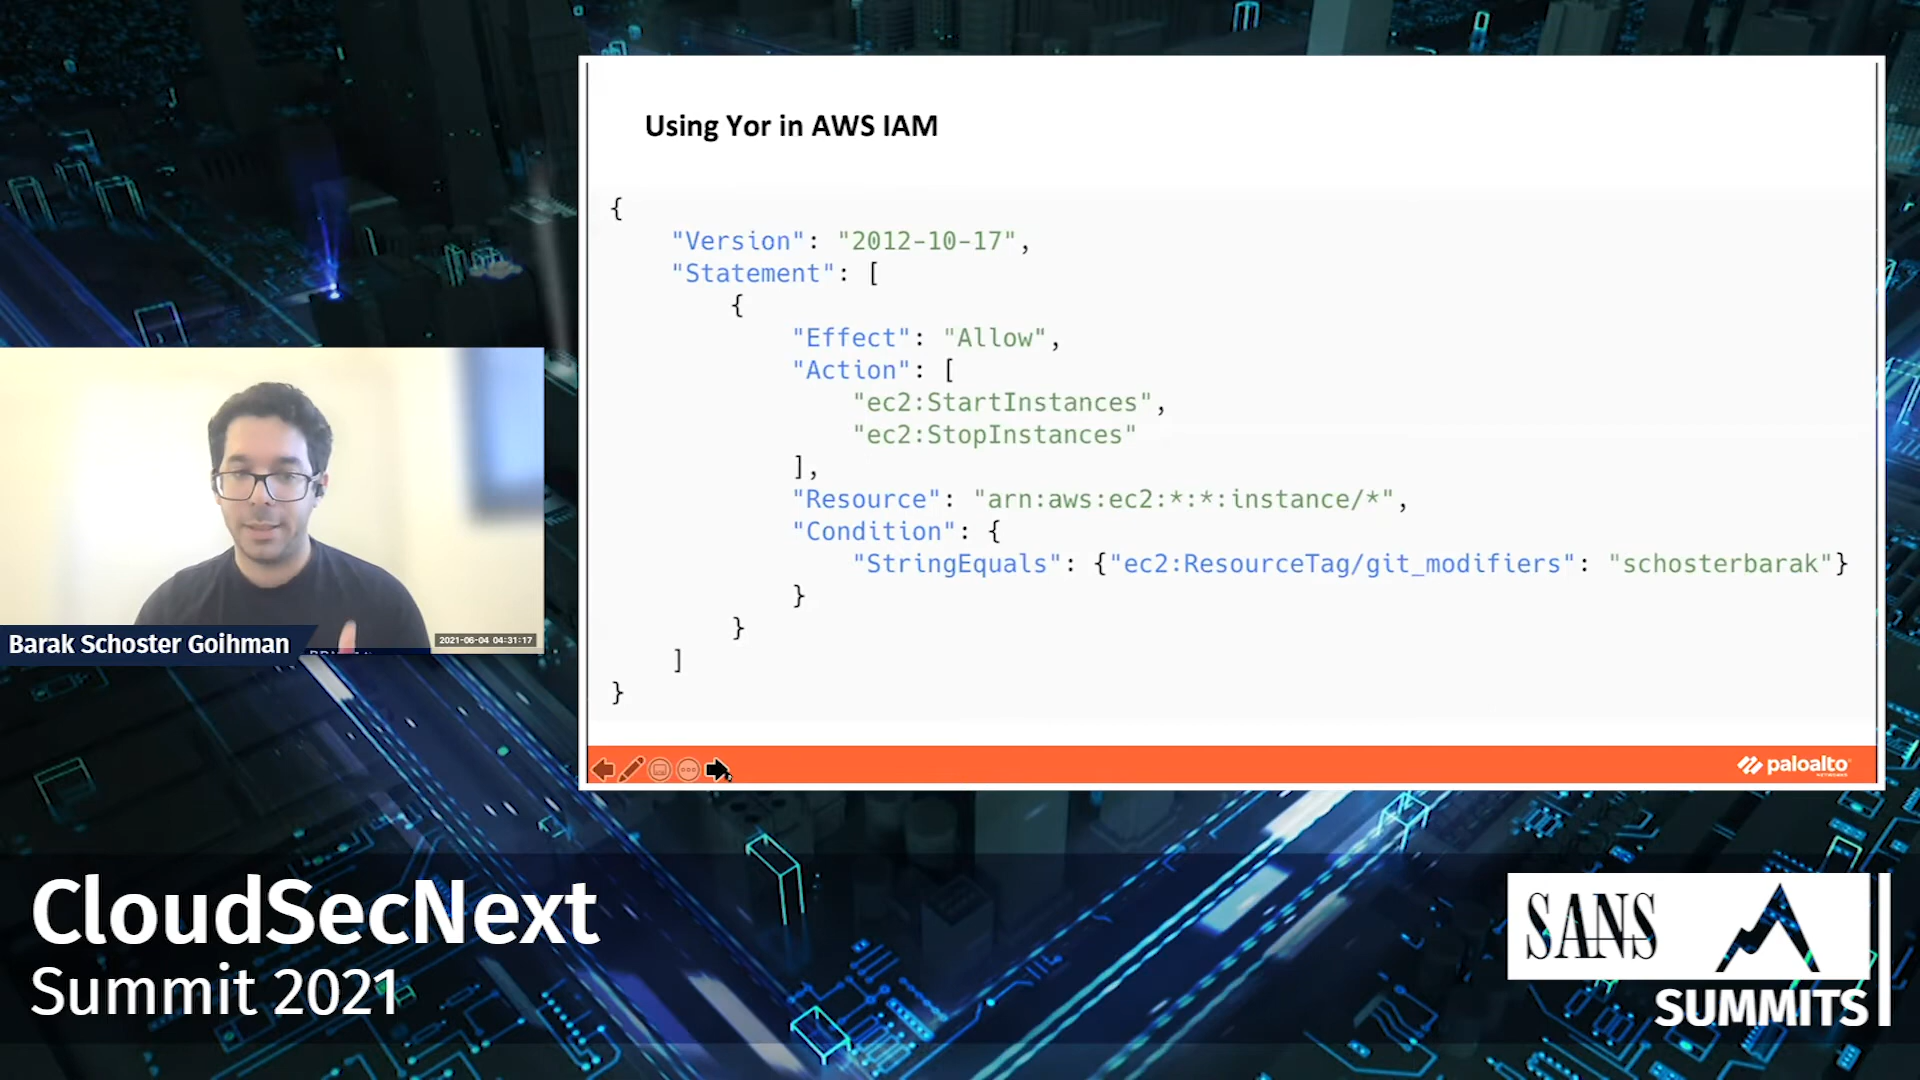 Using Yor in AWS IAM
{
"Version": "2012-10-17",
"Statement": [
{
"Effect": "Allow",
"Action": [
"ec2:StartInstances",
"ec2:StopInstances"
],
"Resource": "arn:aws:ec2:*:*:instance/*",
"Condition": {
"StringEquals": {"ec2:ResourceTag/git_modifiers": "schosterbarak"}
}
}
]
}
paloalto
NETWORKS
Barak Schoster Goihman
2021-06-04 04:31:17
CloudSecNext
Summit 2021
SANS
SUMMITS